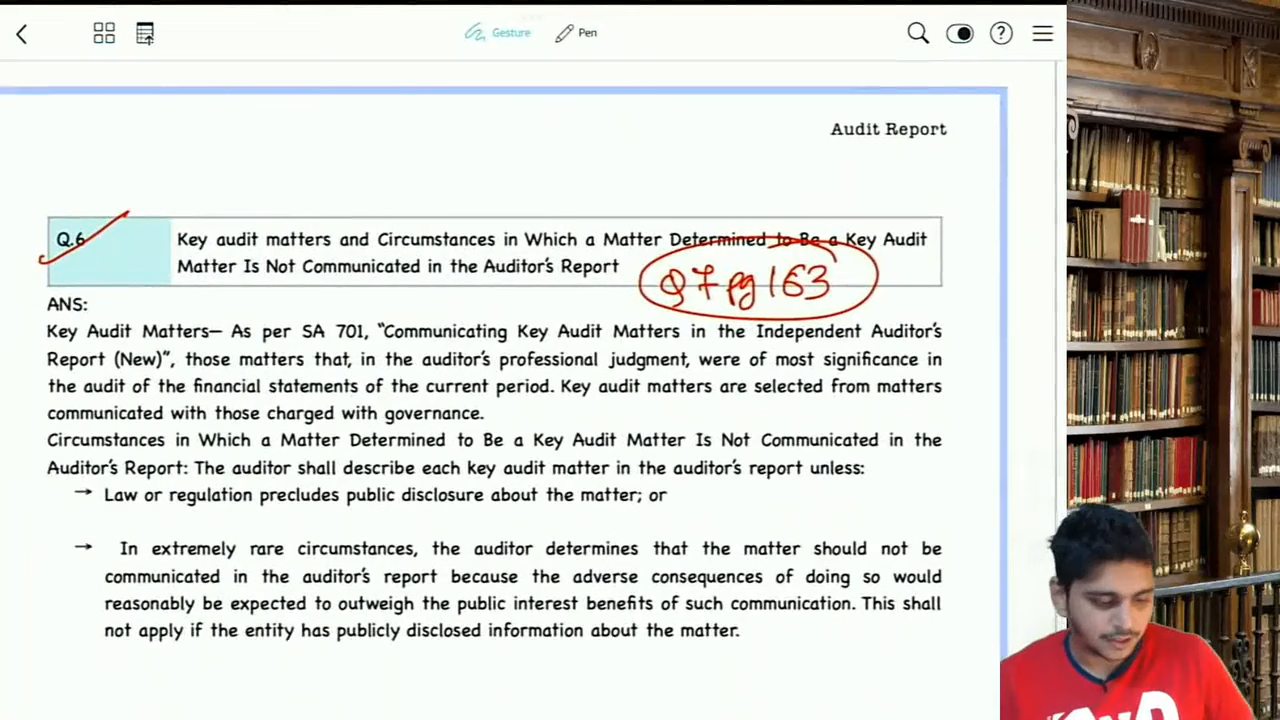 Gesture
Pen
Audit Report
Q.6
Key audit matters and Circumstances in Which a Matter Determined to Be a Key Audit
Matter Is Not Communicated in the Auditor's Report
Q 7 pg 163
ANS:
Key Audit Matters– As per SA 701, "Communicating Key Audit Matters in the Independent Auditor's
Report (New)", those matters that, in the auditor's professional judgment, were of most significance in
the audit of the financial statements of the current period. Key audit matters are selected from matters
communicated with those charged with governance.
Circumstances in Which a Matter Determined to Be a Key Audit Matter Is Not Communicated in the
Auditor's Report: The auditor shall describe each key audit matter in the auditor's report unless:
→ Law or regulation precludes public disclosure about the matter; or
→ In extremely rare circumstances, the auditor determines that the matter should not be
communicated in the auditor's report because the adverse consequences of doing so would
reasonably be expected to outweigh the public interest benefits of such communication. This shall
not apply if the entity has publicly disclosed information about the matter.